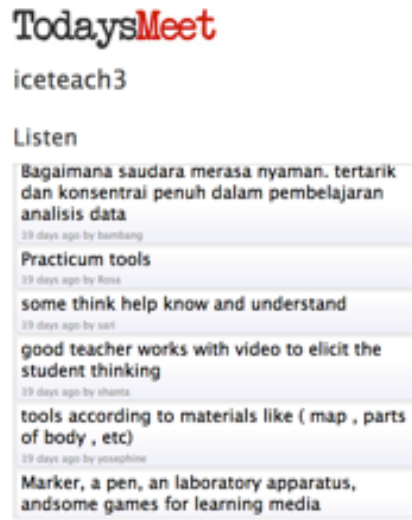 TodaysMeet
iceteach3
Listen
Bagaimana saudara merasa nyaman. tertarik
dan konsentrai penuh dalam pembelajaran
analisis data
19 days ago by bambang
Practicum tools
19 days ago by Rosa
some think help know and understand
19 days ago by sari
good teacher works with video to elicit the
student thinking
19 days ago by shanta
tools according to materials like ( map , parts
of body , etc)
19 days ago by yosephine
Marker, a pen, an laboratory apparatus,
andsome games for learning media